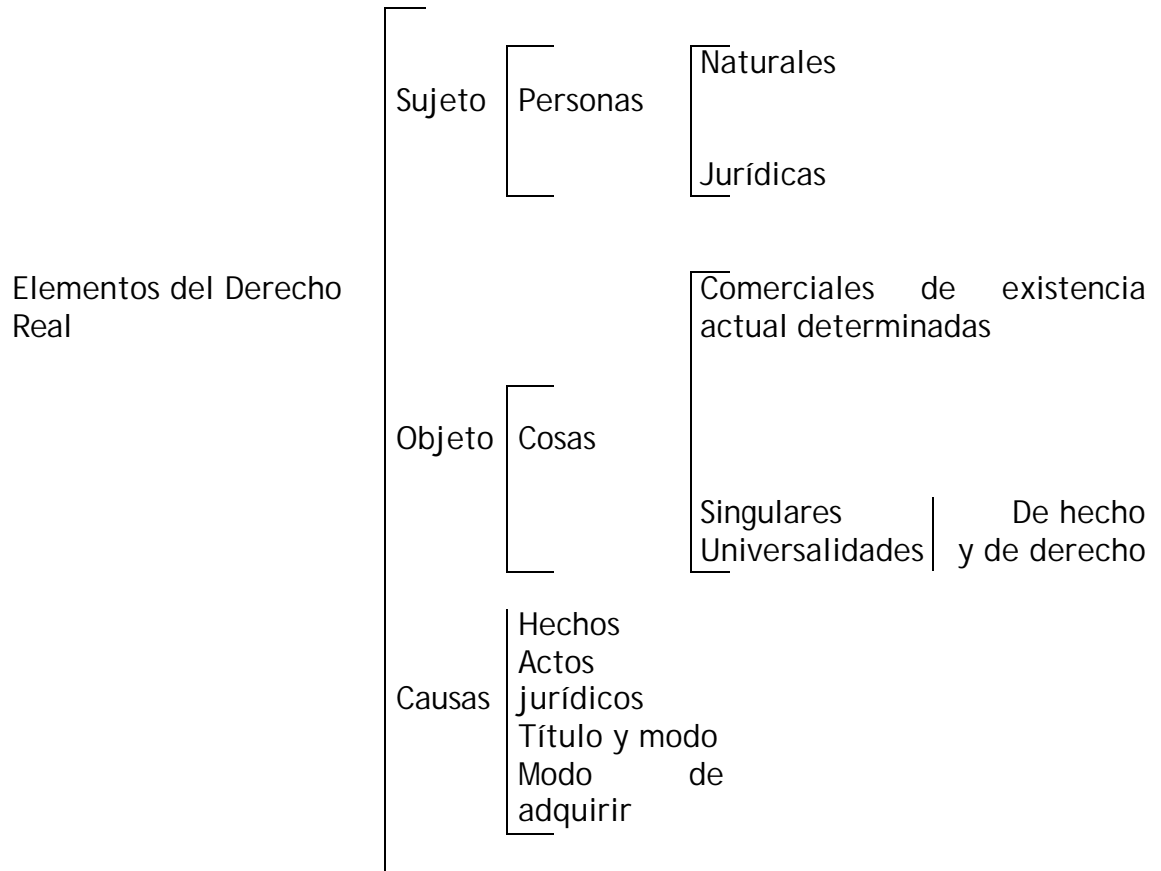 Naturales
Sujeto Personas
Jurídicas
Elementos del Derecho
Real
Comerciales de existencia
actual determinadas
Objeto Cosas
Singulares De hecho
Universalidades y de derecho
Hechos
Actos
Causas jurídicos
Título y modo
Modo de
adquirir